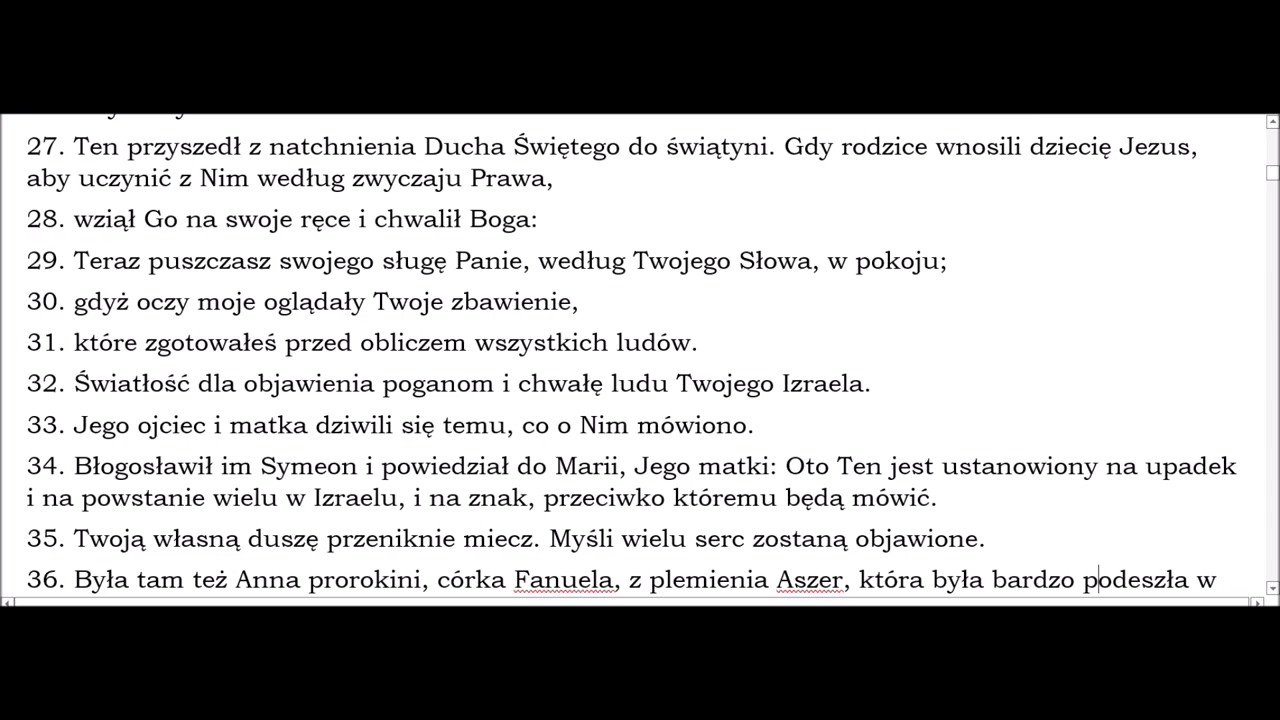 27. Ten przyszedł z natchnienia Ducha Świętego do świątyni. Gdy rodzice wnosili dziecię Jezus,
aby uczynić z Nim według zwyczaju Prawa,
28. wziął Go na swoje ręce i chwalił Boga:
29. Teraz puszczasz swojego sługę Panie, według Twojego Słowa, w pokoju;
30. gdyż oczy moje oglądały Twoje zbawienie,
31. które zgotowałeś przed obliczem wszystkich ludów.
32. Światłość dla objawienia poganom i chwałę ludu Twojego Izraela.
33. Jego ojciec i matka dziwili się temu, co o Nim mówiono.
34. Błogosławił im Symeon i powiedział do Marii, Jego matki: Oto Ten jest ustanowiony na upadek
i na powstanie wielu w Izraelu, i na znak, przeciwko któremu będą mówić.
35. Twoją własną duszę przeniknie miecz. Myśli wielu serc zostaną objawione.
36. Była tam też Anna prorokini, córka Fanuela, z plemienia Aszer, która była bardzo podeszła w